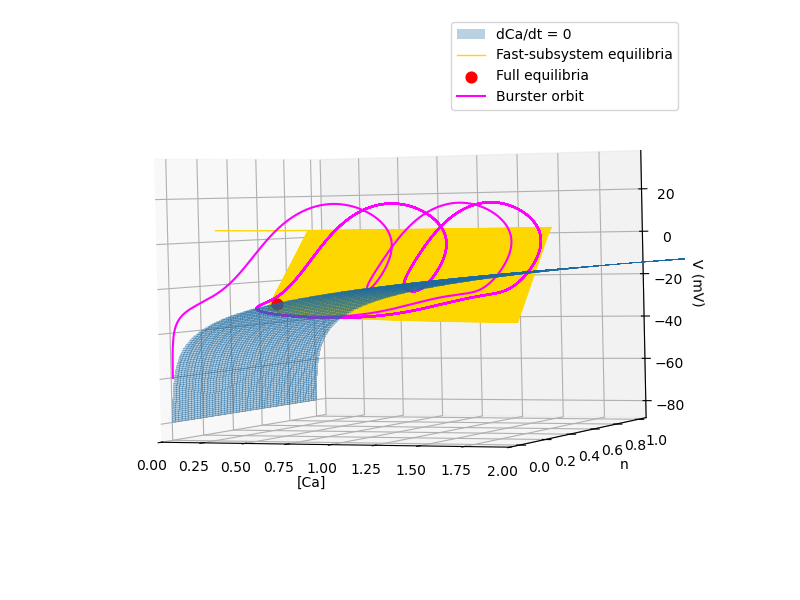 dCa/dt = 0
Fast-subsystem equilibria
Full equilibria
Burster orbit
20
0
−20
−40
−60
−80
V (mV)
0.00 0.25 0.50 0.75 1.00 1.25 1.50 1.75 2.00
[Ca]
0.0 0.2 0.4 0.6 0.8 1.0
n